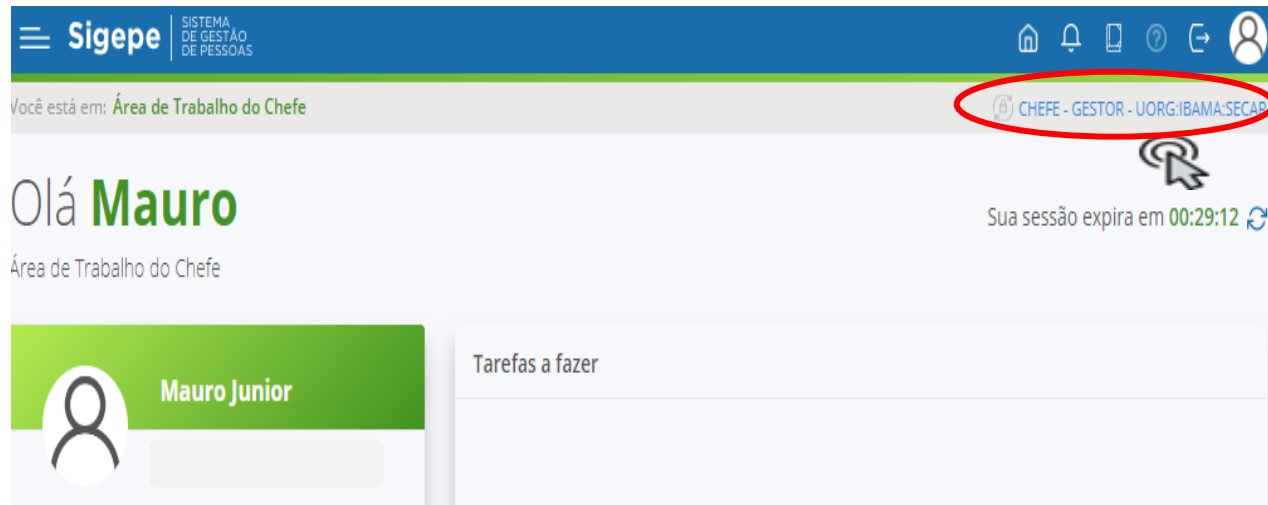 Sigepe SISTEMA
DE GESTÃO
DE PESSOAS
Você está em: Área de Trabalho do Chefe
CHEFE - GESTOR - UORG:IBAMA:SECAP
Olá Mauro
Sua sessão expira em 00:29:12
Área de Trabalho do Chefe
Mauro Junior
Tarefas a fazer